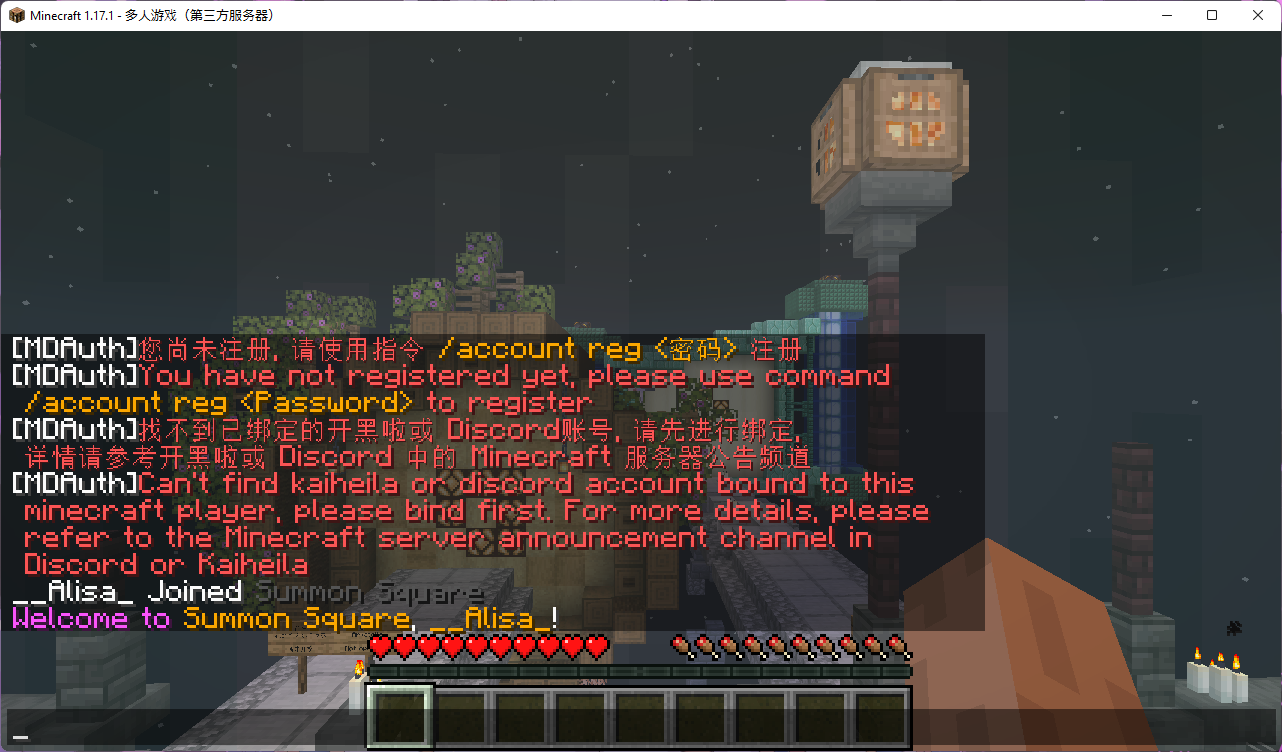 Minecraft 1.17.1 - 多人游戏（第三方服务器）
[MDAuth]您尚未注册, 请使用指令 /account reg <密码> 注册
[MDAuth]You have not registered yet, please use command
/account reg <Password> to register
[MDAuth]找不到已绑定的开黑啦或 Discord账号, 请先进行绑定,
详情请参考开黑啦或 Discord 中的 Minecraft 服务器公告频道
[MDAuth]Can't find kaiheila or discord account bound to this
minecraft player, please bind first. For more details, please
refer to the Minecraft server announcement channel in
Discord or Kaiheila
__Alisa_ Joined Summon Square
Welcome to Summon Square, __Alisa_!
_